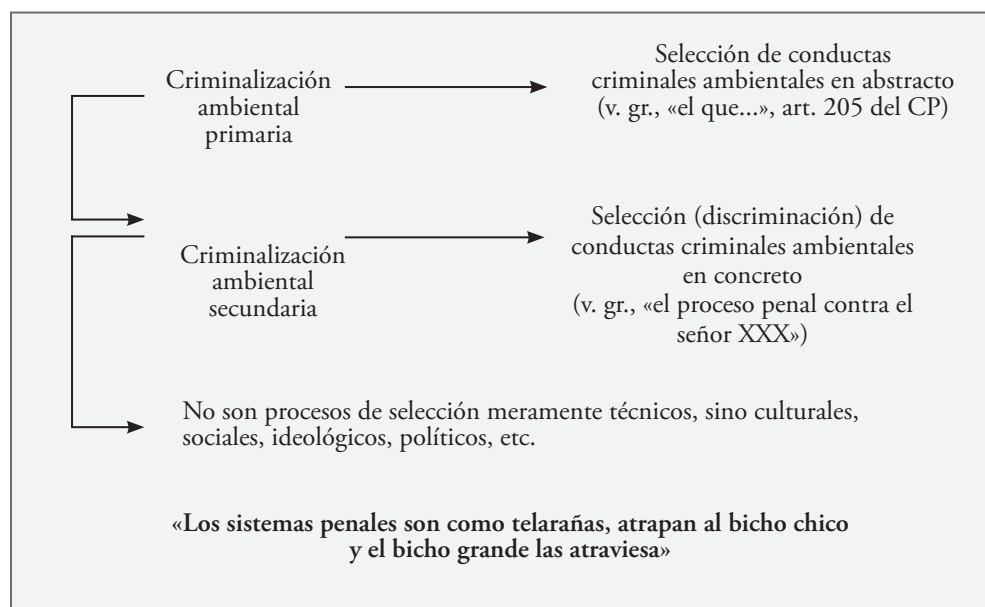 Criminalización
ambiental
primaria
Selección de conductas
criminales ambientales en abstracto
(v. gr., «el que...», art. 205 del CP)
Criminalización
ambiental
secundaria
Selección (discriminación) de
conductas criminales ambientales
en concreto
(v. gr., «el proceso penal contra el
señor XXX»)
No son procesos de selección meramente técnicos, sino culturales,
sociales, ideológicos, políticos, etc.
«Los sistemas penales son como telarañas, atrapan al bicho chico
y el bicho grande las atraviesa»